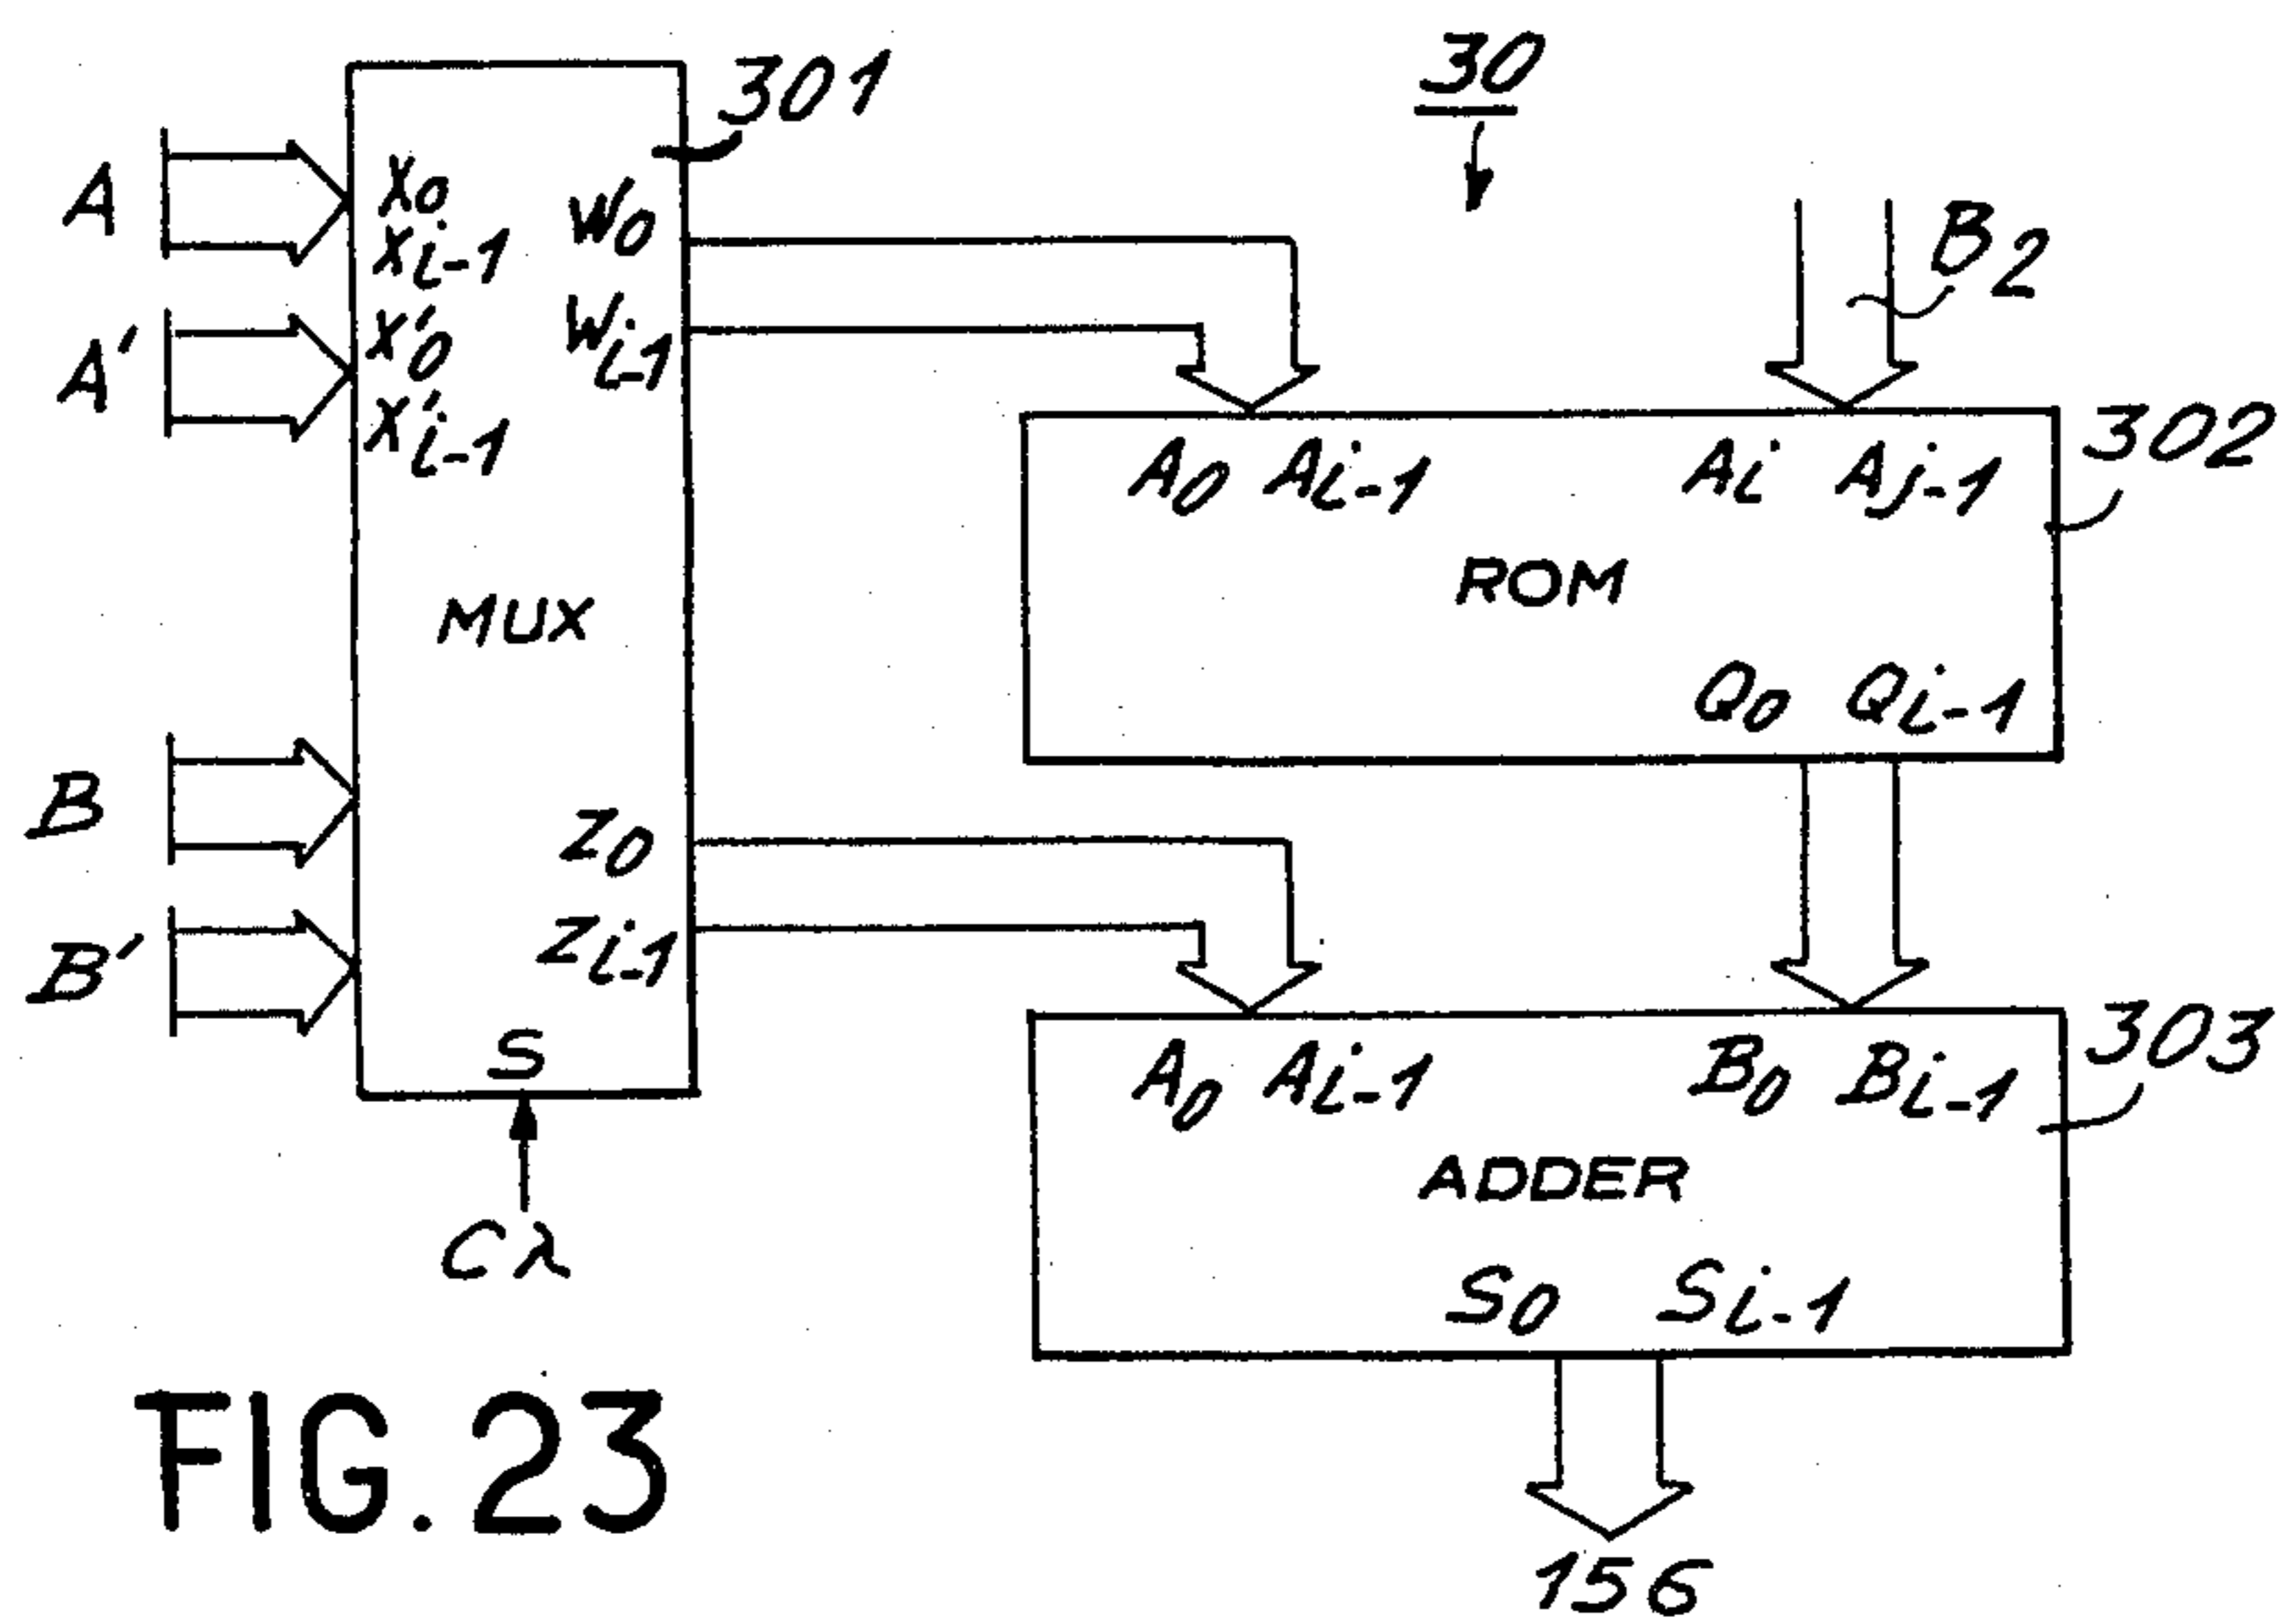 30
301
A
X0
Xi-1
W0
A'
X'0
X'i-1
Wi-1
B2
302
A0 Ai-1 Ai Aj-1
ROM
Q0 Qi-1
MUX
B
B'
Z0
Zi-1
S
Cλ
303
A0 Ai-1 B0 Bi-1
ADDER
S0 Si-1
156
FIG. 23